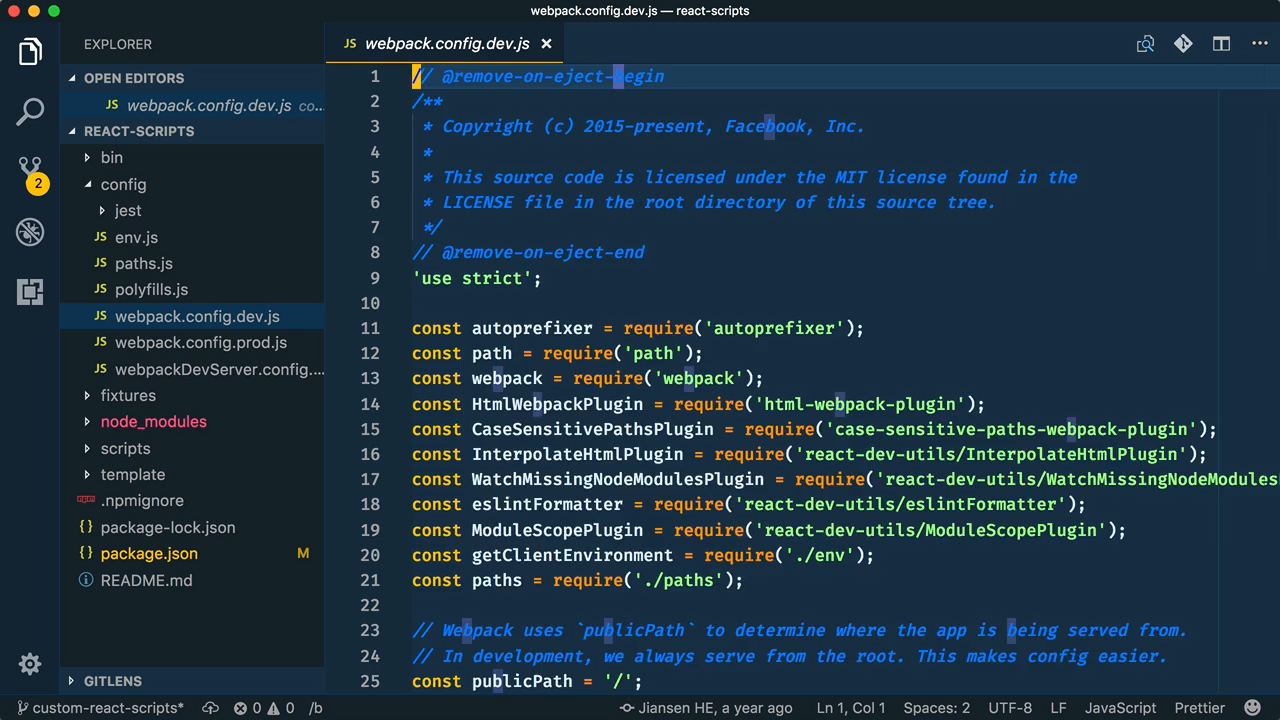 webpack.config.dev.js — react-scripts
EXPLORER
OPEN EDITORS
JS webpack.config.dev.js co...
REACT-SCRIPTS
bin
config
jest
JS env.js
JS paths.js
JS polyfills.js
JS webpack.config.dev.js
JS webpack.config.prod.js
JS webpackDevServer.config....
fixtures
node_modules
scripts
template
.npmignore
{} package-lock.json
{} package.json M
README.md
GITLENS
2
JS webpack.config.dev.js ×
1 // @remove-on-eject-begin
2 /**
3  * Copyright (c) 2015-present, Facebook, Inc.
4  *
5  * This source code is licensed under the MIT license found in the
6  * LICENSE file in the root directory of this source tree.
7  */
8 // @remove-on-eject-end
9 'use strict';
10
11 const autoprefixer = require('autoprefixer');
12 const path = require('path');
13 const webpack = require('webpack');
14 const HtmlWebpackPlugin = require('html-webpack-plugin');
15 const CaseSensitivePathsPlugin = require('case-sensitive-paths-webpack-plugin');
16 const InterpolateHtmlPlugin = require('react-dev-utils/InterpolateHtmlPlugin');
17 const WatchMissingNodeModulesPlugin = require('react-dev-utils/WatchMissingNodeModules
18 const eslintFormatter = require('react-dev-utils/eslintFormatter');
19 const ModuleScopePlugin = require('react-dev-utils/ModuleScopePlugin');
20 const getClientEnvironment = require('./env');
21 const paths = require('./paths');
22
23 // Webpack uses `publicPath` to determine where the app is being served from.
24 // In development, we always serve from the root. This makes config easier.
25 const publicPath = '/';
custom-react-scripts* 0 0 /b Jiansen HE, a year ago Ln 1, Col 1 Spaces: 2 UTF-8 LF JavaScript Prettier